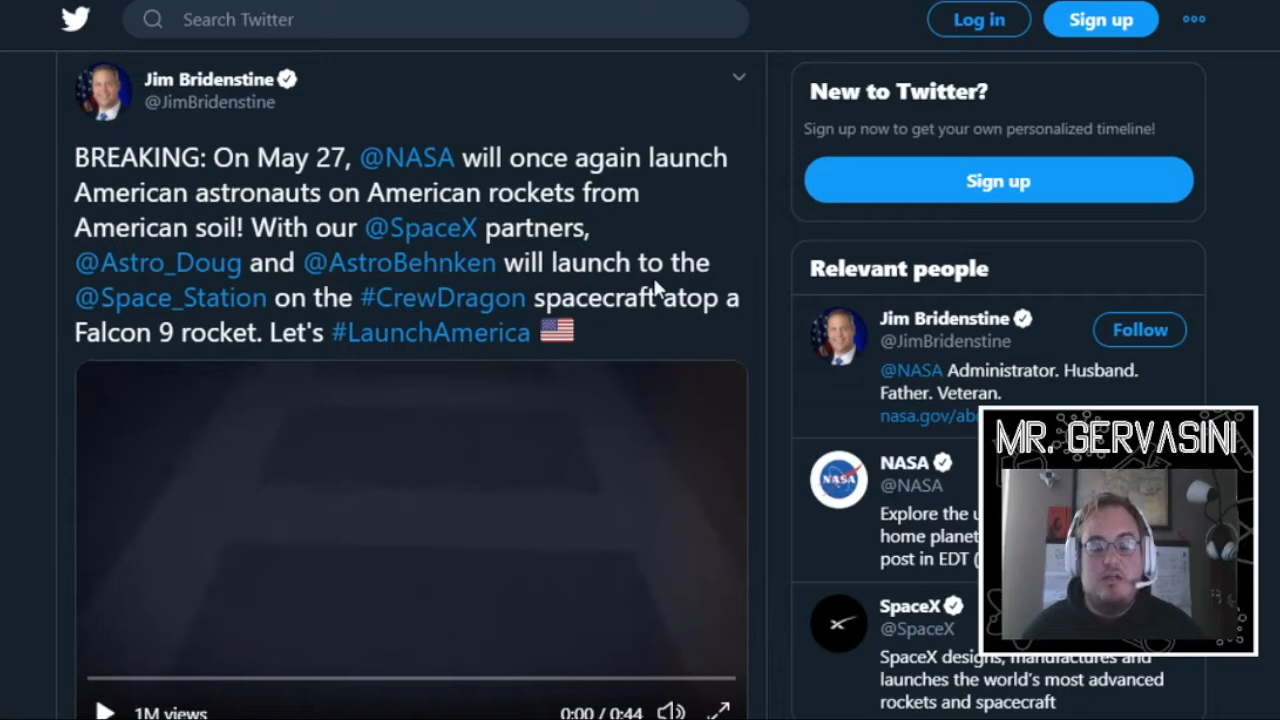 Search Twitter
Log in
Sign up
Jim Bridenstine
@JimBridenstine
BREAKING: On May 27, @NASA will once again launch
American astronauts on American rockets from
American soil! With our @SpaceX partners,
@Astro_Doug and @AstroBehnken will launch to the
@Space_Station on the #CrewDragon spacecraft atop a
Falcon 9 rocket. Let's #LaunchAmerica
1M views
0:00 / 0:44
New to Twitter?
Sign up now to get your own personalized timeline!
Sign up
Relevant people
Jim Bridenstine
@JimBridenstine
Follow
@NASA Administrator. Husband.
Father. Veteran.
nasa.gov/abo
NASA
@NASA
NASA
Explore the u
home planet
post in EDT (
SpaceX
@SpaceX
SpaceX designs, manufactures and
launches the world's most advanced
rockets and spacecraft
MR. GERVASINI